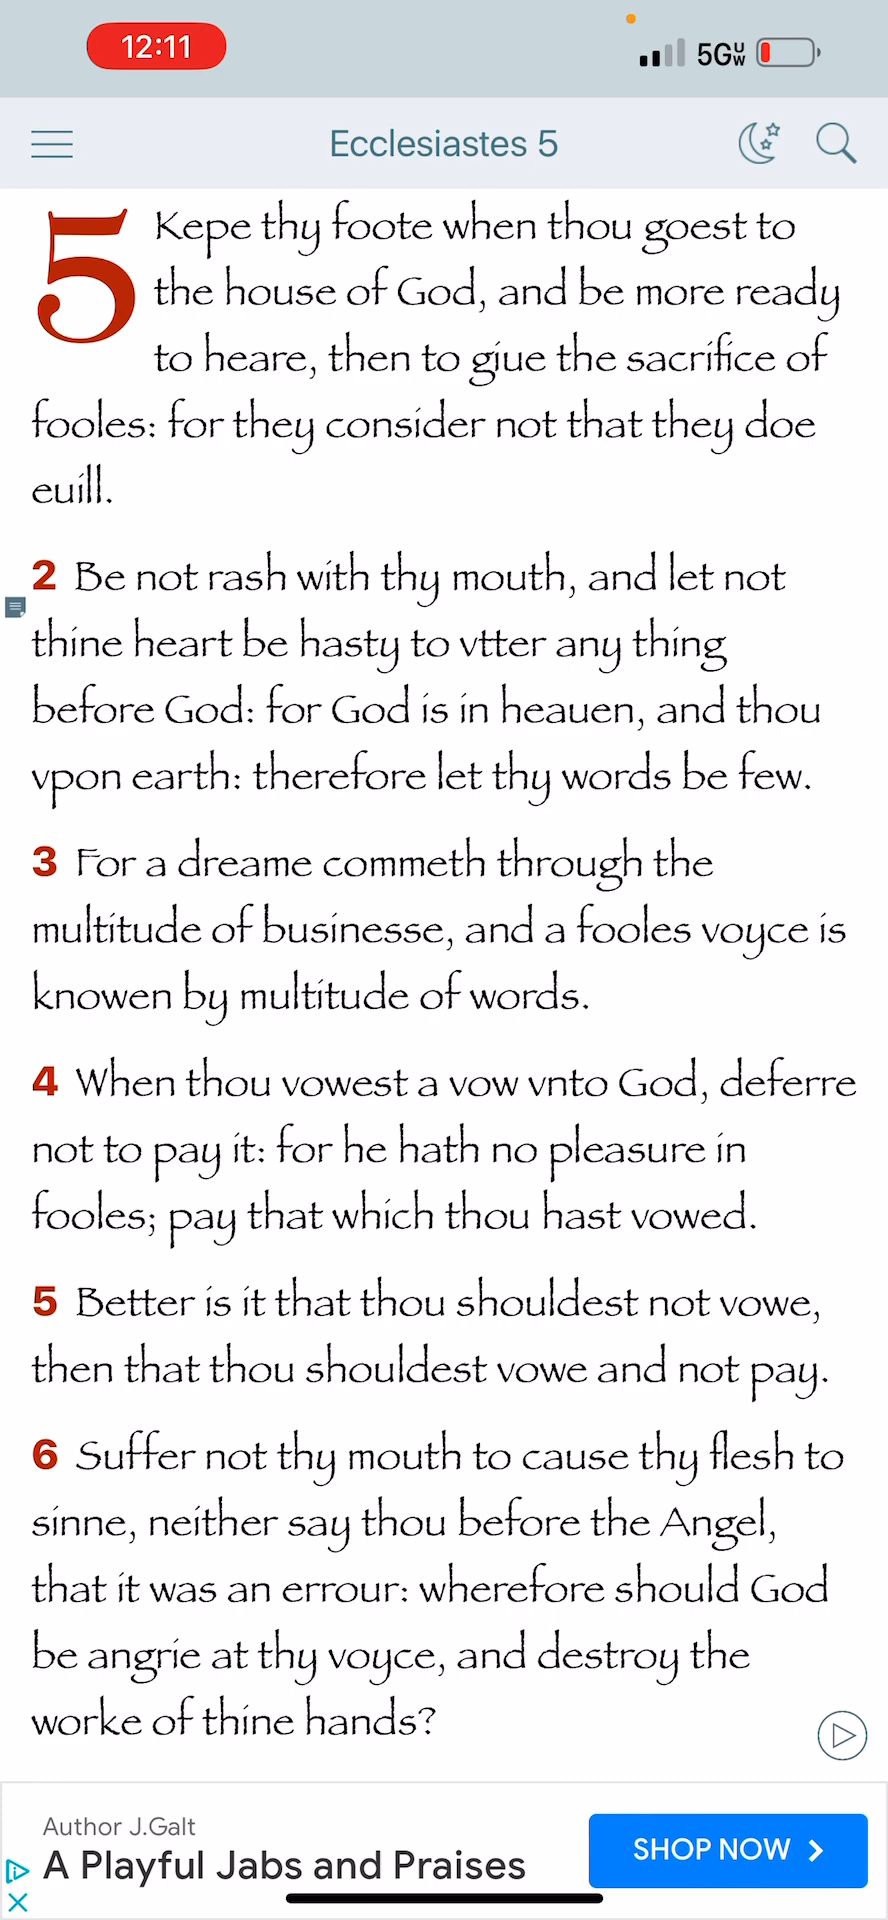 12:11
5GUW
Ecclesiastes 5
5 Kepe thy foote when thou goest to
the house of God, and be more ready
to heare, then to giue the sacrifice of
fooles: for they consider not that they doe
euill.
2 Be not rash with thy mouth, and let not
thine heart be hasty to vtter any thing
before God: for God is in heauen, and thou
vpon earth: therefore let thy words be few.
3 For a dreame commeth through the
multitude of businesse, and a fooles voyce is
knowen by multitude of words.
4 When thou vowest a vow vnto God, deferre
not to pay it: for he hath no pleasure in
fooles; pay that which thou hast vowed.
5 Better is it that thou shouldest not vowe,
then that thou shouldest vowe and not pay.
6 Suffer not thy mouth to cause thy flesh to
sinne, neither say thou before the Angel,
that it was an errour: wherefore should God
be angrie at thy voyce, and destroy the
worke of thine hands?
Author J.Galt
A Playful Jabs and Praises
SHOP NOW